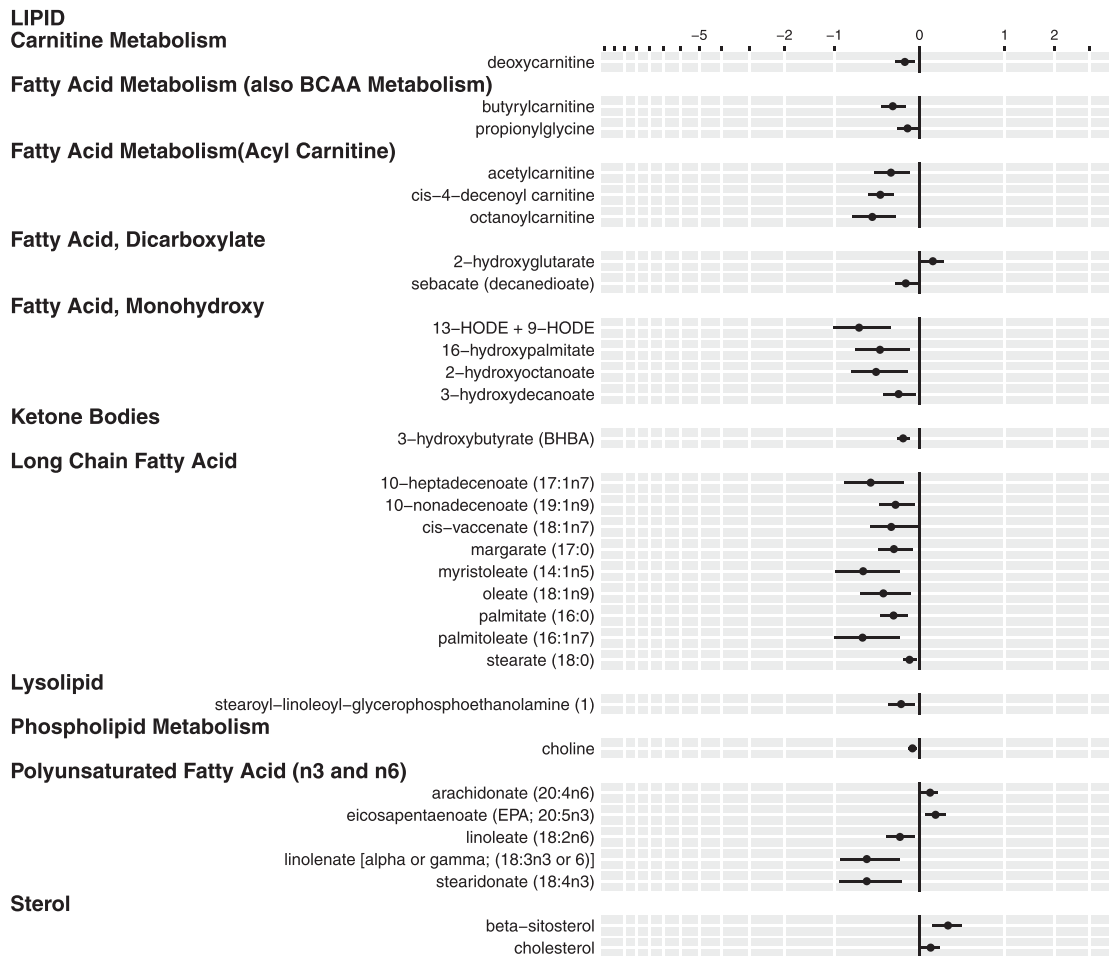 LIPID
Carnitine Metabolism
−5 −2 −1 0 1 2
deoxycarnitine
Fatty Acid Metabolism (also BCAA Metabolism)
butyrylcarnitine
propionylglycine
Fatty Acid Metabolism(Acyl Carnitine)
acetylcarnitine
cis−4−decenoyl carnitine
octanoylcarnitine
Fatty Acid, Dicarboxylate
2−hydroxyglutarate
sebacate (decanedioate)
Fatty Acid, Monohydroxy
13−HODE + 9−HODE
16−hydroxypalmitate
2−hydroxyoctanoate
3−hydroxydecanoate
Ketone Bodies
3−hydroxybutyrate (BHBA)
Long Chain Fatty Acid
10−heptadecenoate (17:1n7)
10−nonadecenoate (19:1n9)
cis−vaccenate (18:1n7)
margarate (17:0)
myristoleate (14:1n5)
oleate (18:1n9)
palmitate (16:0)
palmitoleate (16:1n7)
stearate (18:0)
Lysolipid
stearoyl−linoleoyl−glycerophosphoethanolamine (1)
Phospholipid Metabolism
choline
Polyunsaturated Fatty Acid (n3 and n6)
arachidonate (20:4n6)
eicosapentaenoate (EPA; 20:5n3)
linoleate (18:2n6)
linolenate [alpha or gamma; (18:3n3 or 6)]
stearidonate (18:4n3)
Sterol
beta−sitosterol
cholesterol